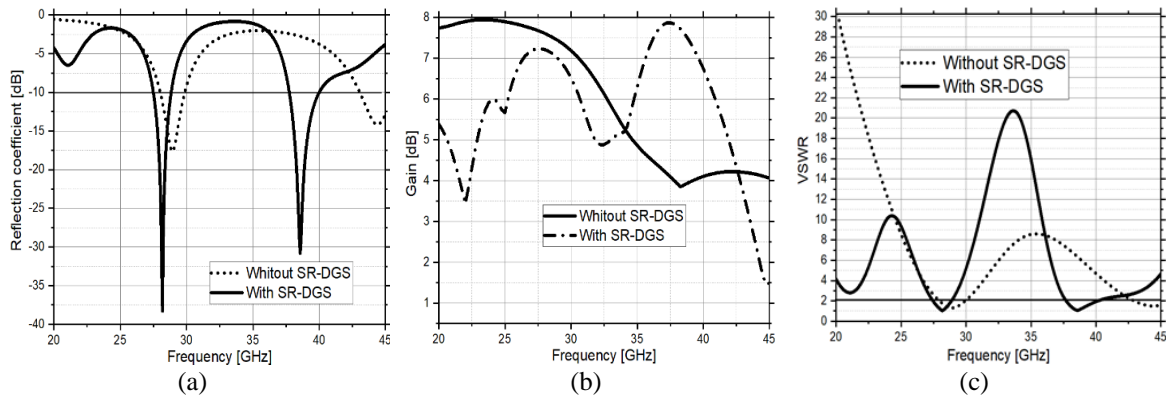 Reflection coefficient [dB]
0
-5
-10
-15
-20
-25
-30
-35
-40
20 25 30 35 40 45
Frequency [GHz]
Whitout SR-DGS
With SR-DGS
(a)
Gain [dB]
8
7
6
5
4
3
2
1
20 25 30 35 40 45
Frequency [GHz]
Whitout SR-DGS
With SR-DGS
(b)
VSWR
30
28
26
24
22
20
18
16
14
12
10
8
6
4
2
0
20 25 30 35 40 45
Frequency [GHz]
Without SR-DGS
With SR-DGS
(c)